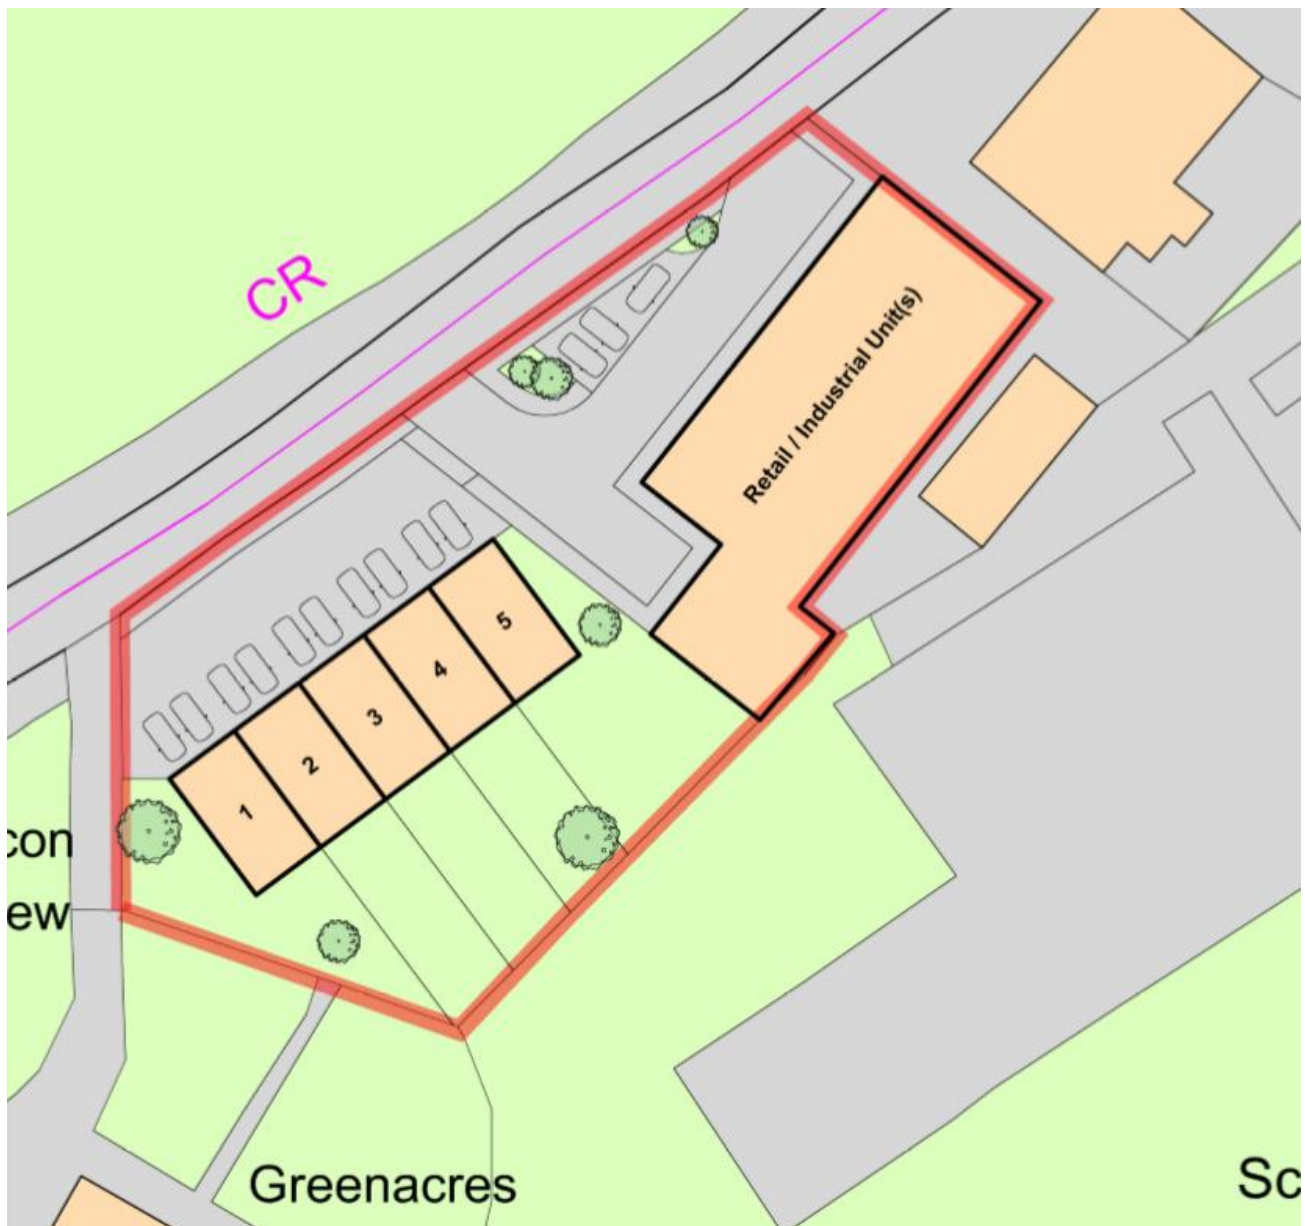 CR
Retail / Industrial Unit(s)
5
4
3
2
1
con
ew
Greenacres
Sc